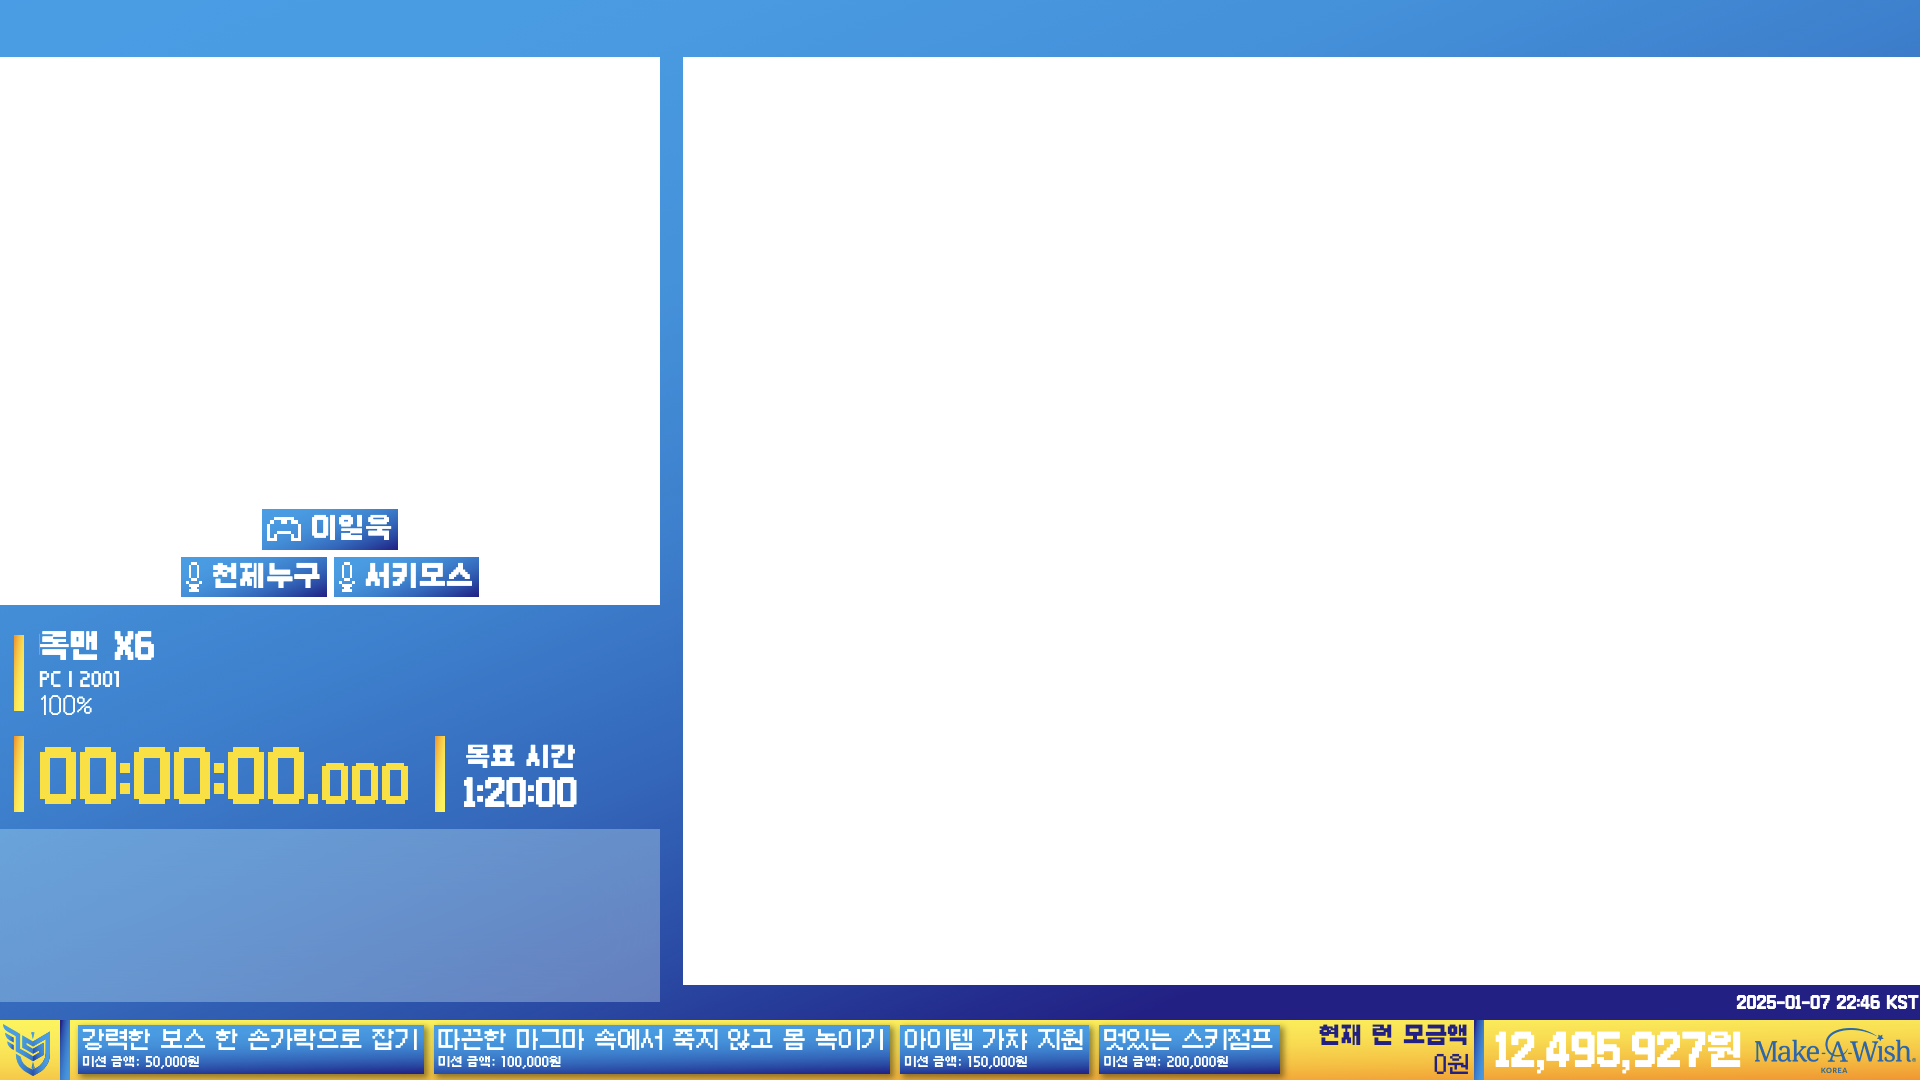 이일욱
천제누구
서키모스
록맨 X6
PC | 2001
100%
00:00:00.000
목표 시간
1:20:00
2025-01-07 22:46 KST
강력한 보스 한 손가락으로 잡기
미션 금액: 50,000원
따끈한 마그마 속에서 죽지 않고 몸 녹이기
미션 금액: 100,000원
아이템 가챠 지원
미션 금액: 150,000원
멋있는 스키점프
미션 금액: 200,000원
현재 런 모금액
0원
12,495,927원
Make-A-Wish.
KOREA